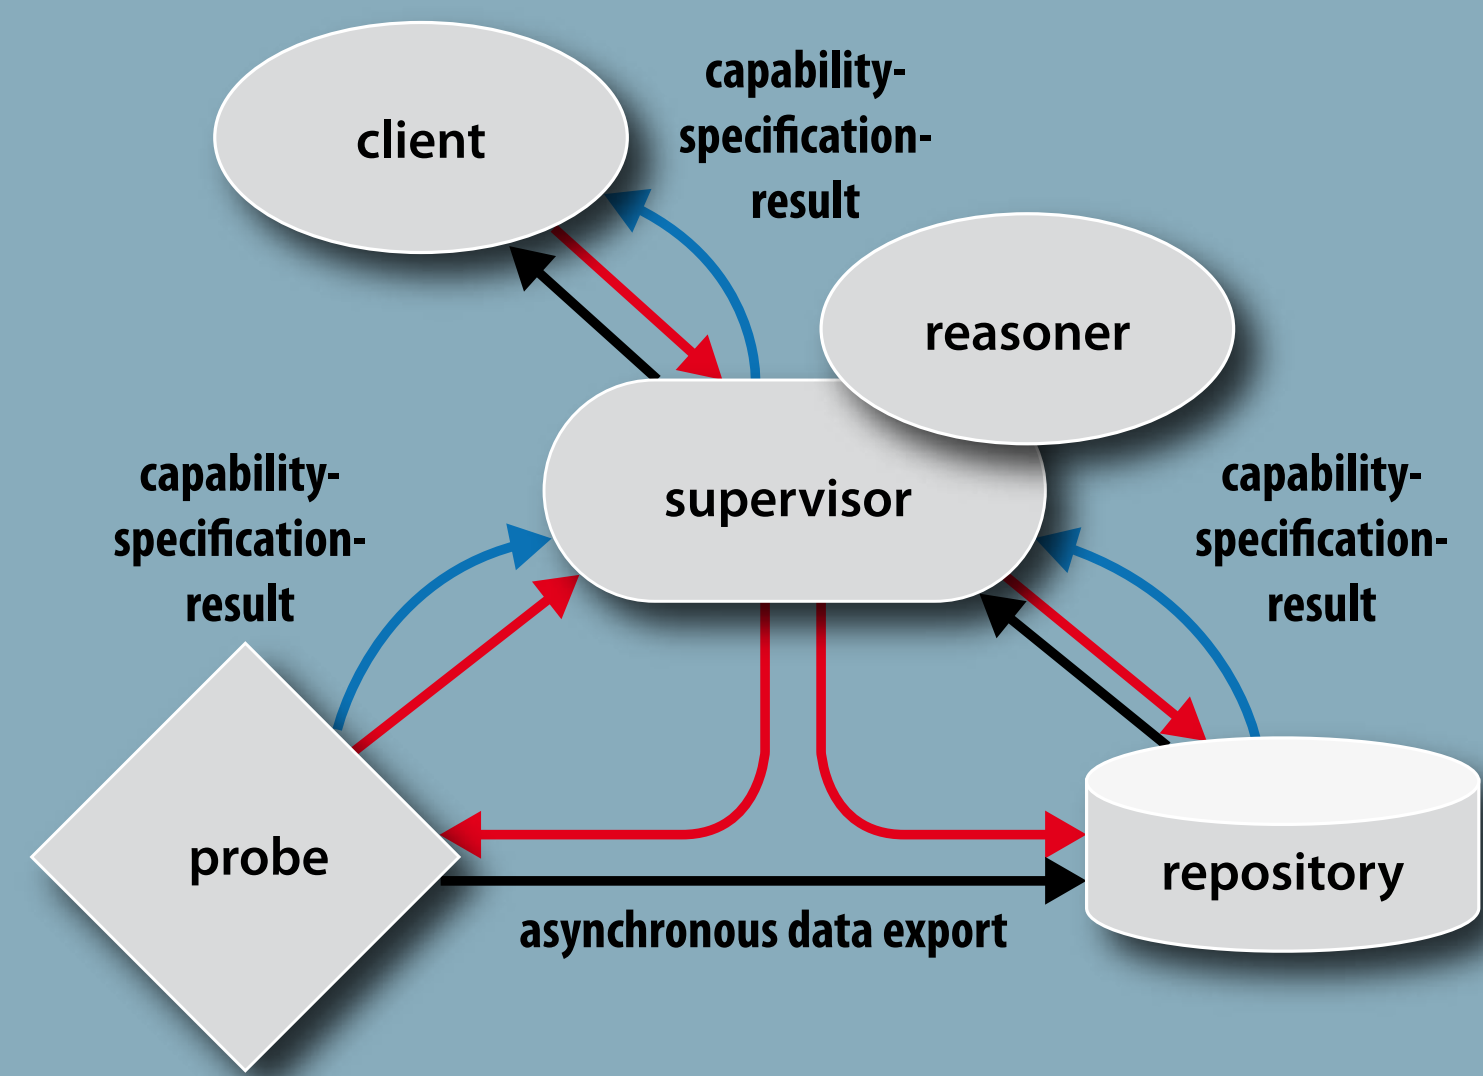 client
capability-
specification-
result
reasoner
supervisor
capability-
specification-
result
capability-
specification-
result
probe
repository
asynchronous data export